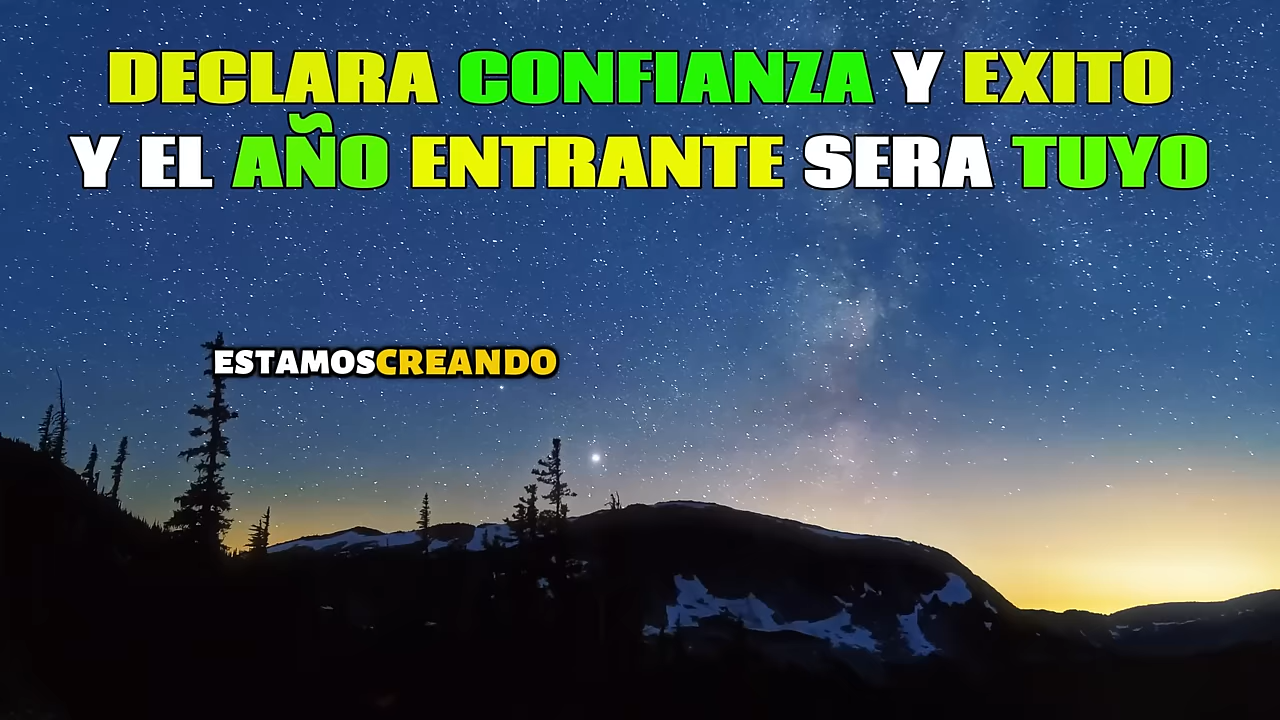 DECLARA CONFIANZA Y EXITO
Y EL AÑO ENTRANTE SERA TUYO
ESTAMOSCREANDO